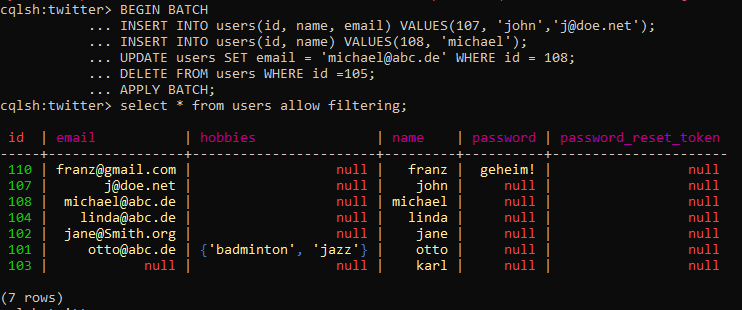 cqlsh:twitter> BEGIN BATCH
... INSERT INTO users(id, name, email) VALUES(107, 'john','j@doe.net');
... INSERT INTO users(id, name) VALUES(108, 'michael');
... UPDATE users SET email = 'michael@abc.de' WHERE id = 108;
... DELETE FROM users WHERE id =105;
... APPLY BATCH;
cqlsh:twitter> select * from users allow filtering;
id | email | hobbies | name | password | password_reset_token
-----+-----------------+------------------------+---------+----------+----------------------
110 | franz@gmail.com | null | franz | geheim! | null
107 | j@doe.net | null | john | null | null
108 | michael@abc.de | null | michael | null | null
104 | linda@abc.de | null | linda | null | null
102 | jane@Smith.org | null | jane | null | null
101 | otto@abc.de | {'badminton', 'jazz'} | otto | null | null
103 | null | null | karl | null | null
(7 rows)